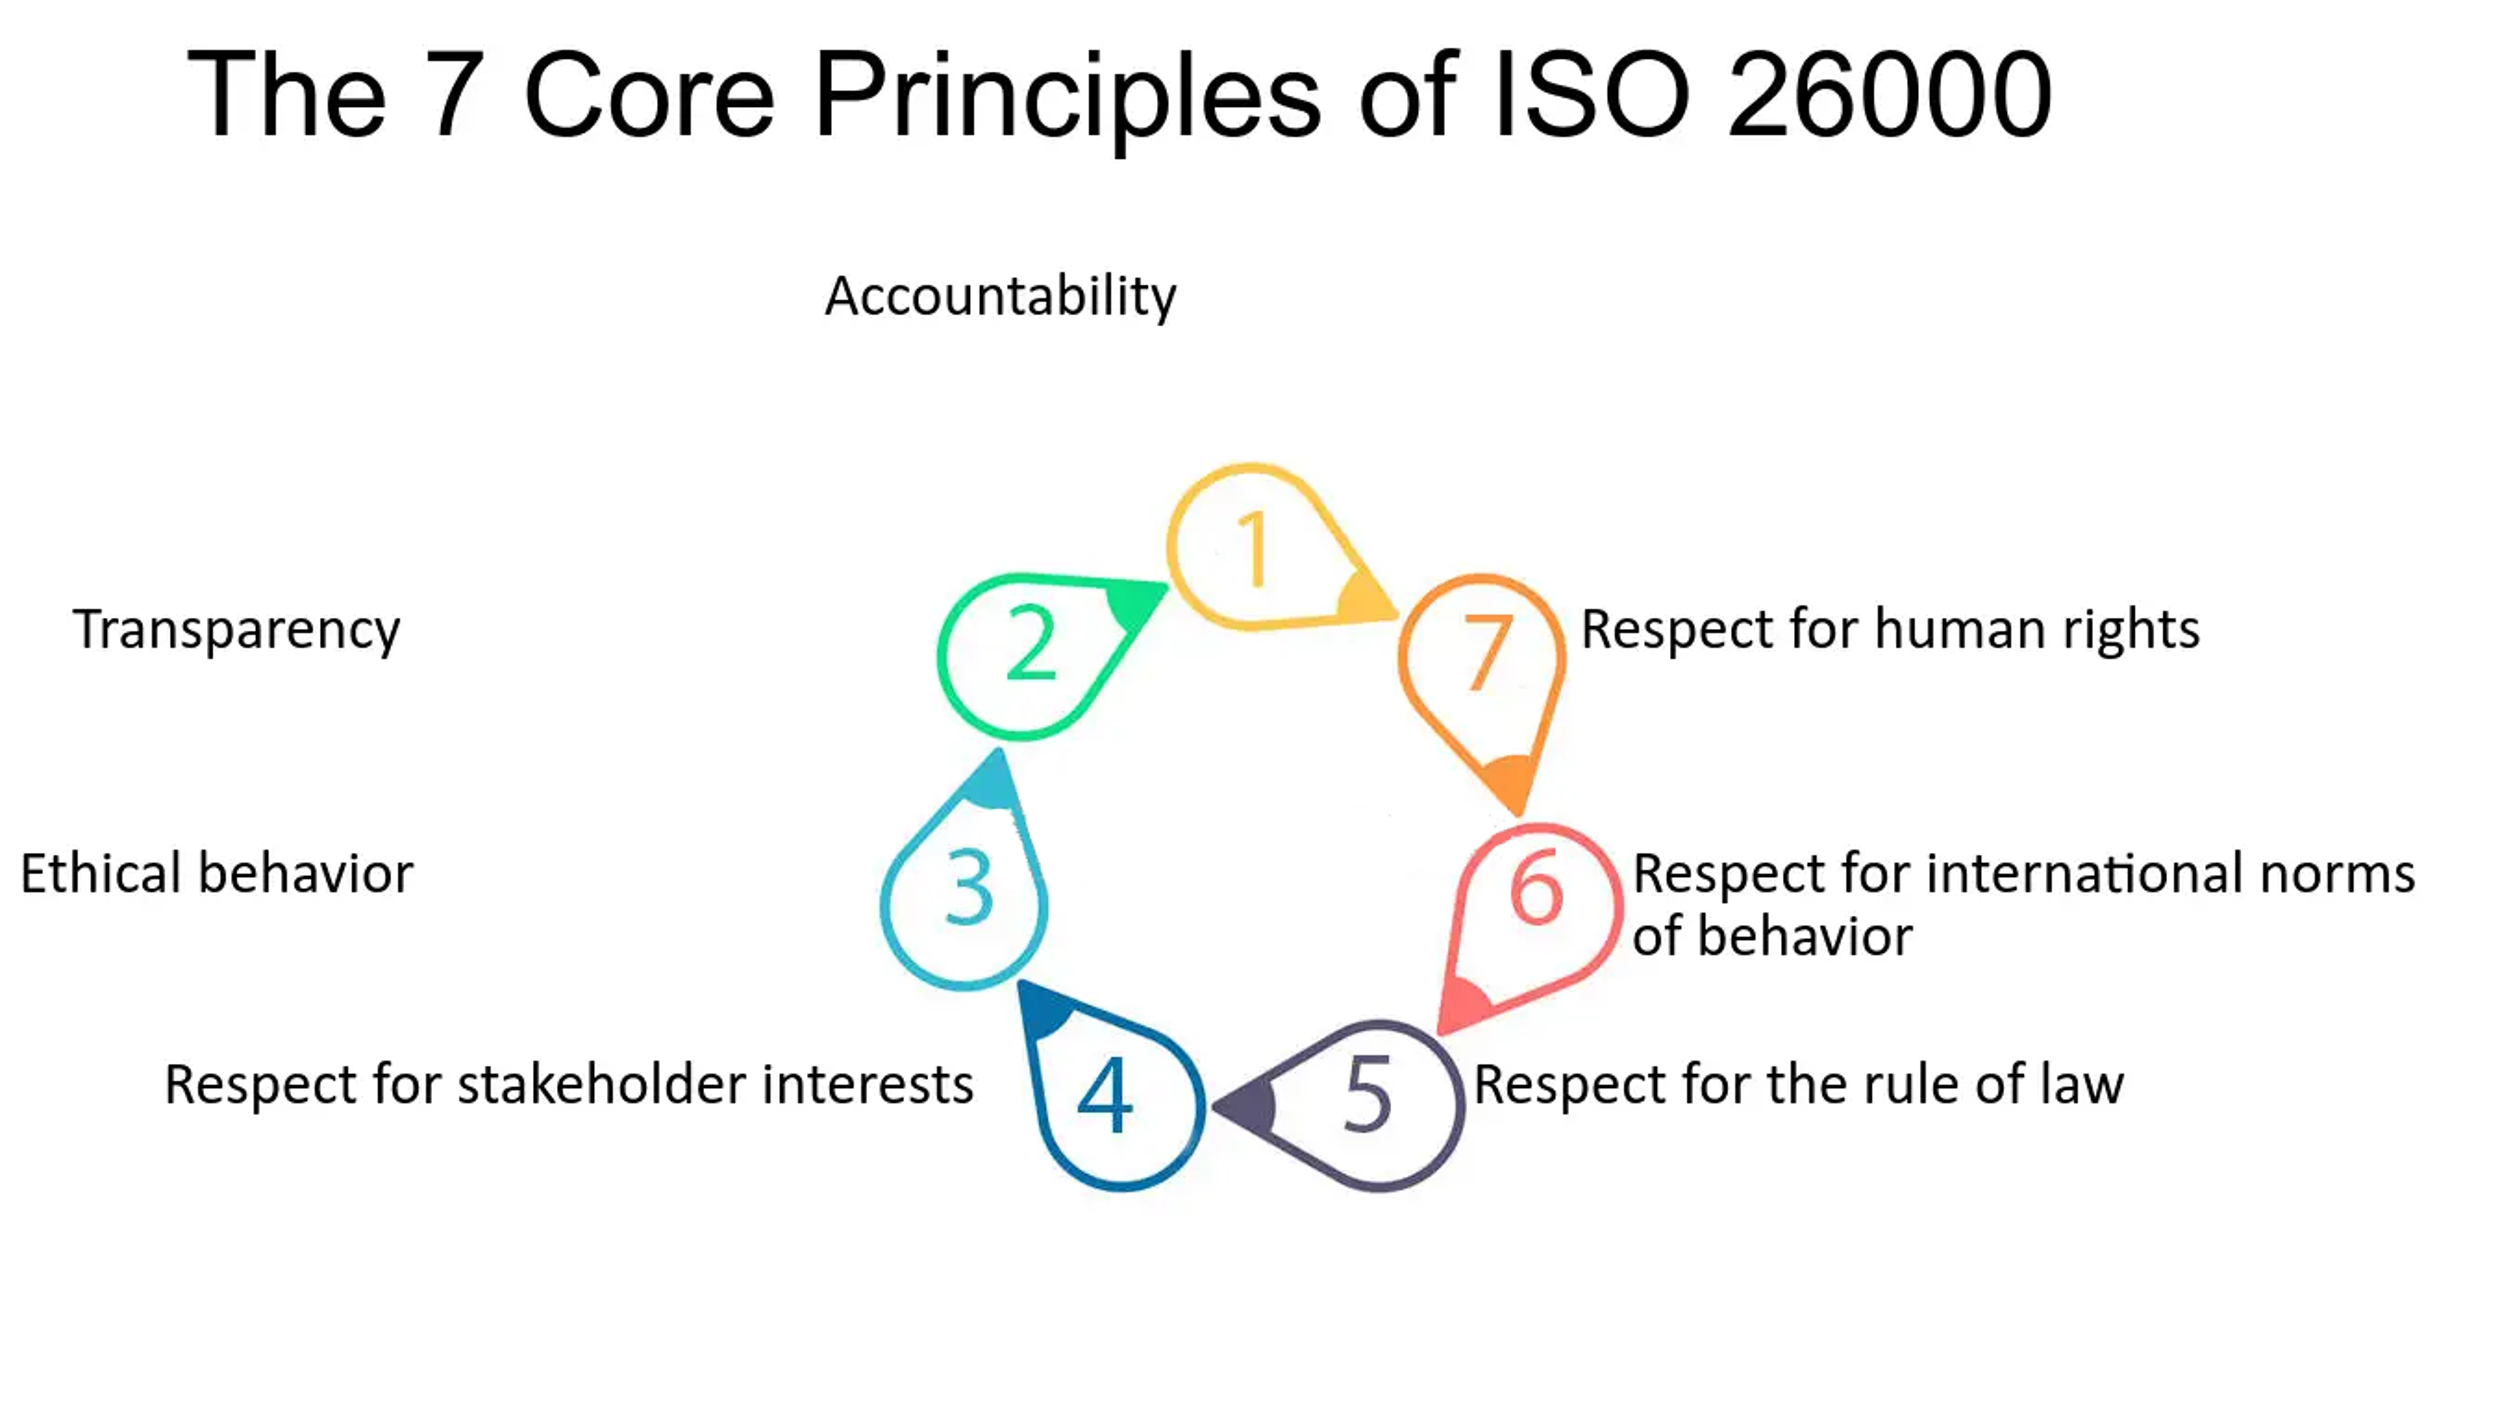 The 7 Core Principles of ISO 26000
Accountability
1
2
Transparency
7
Respect for human rights
3
Ethical behavior
6
Respect for international norms
of behavior
4
Respect for stakeholder interests
5
Respect for the rule of law